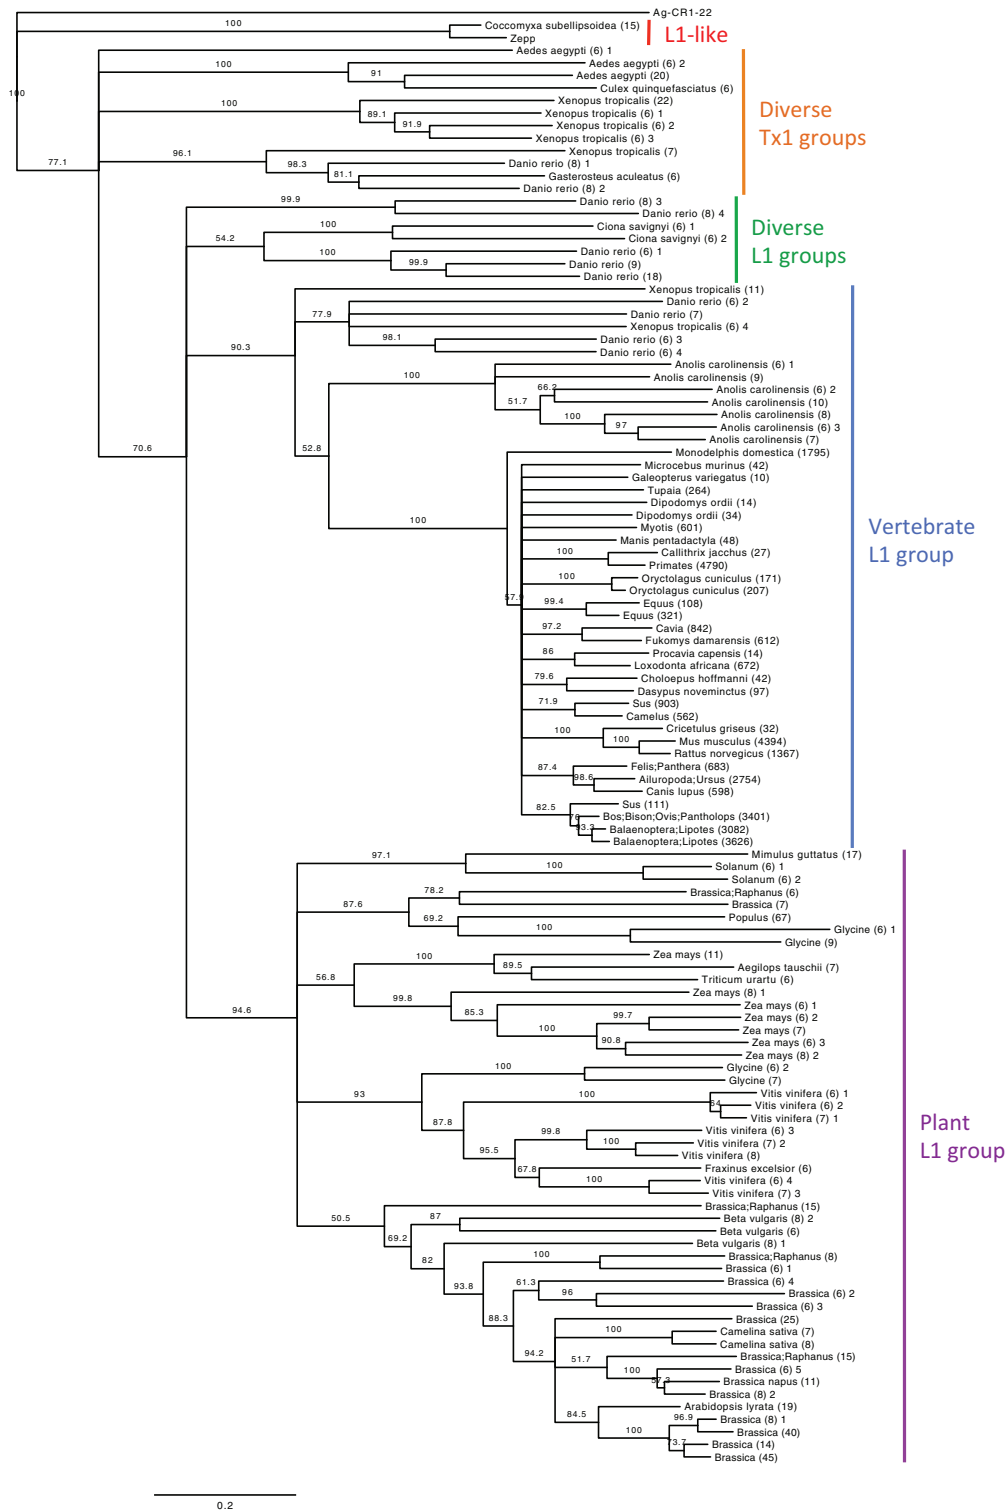 Ag-CR1-22
100
Coccomyxa subellipsoidea (15)
Zepp
L1-like
Aedes aegypti (6) 1
100
Aedes aegypti (6) 2
91
Aedes aegypti (20)
Culex quinquefasciatus (6)
100
100
Xenopus tropicalis (22)
89.1
Xenopus tropicalis (6) 1
91.9
Xenopus tropicalis (6) 2
Xenopus tropicalis (6) 3
Diverse
Tx1 groups
77.1
96.1
Xenopus tropicalis (7)
98.3
Danio rerio (8) 1
81.1
Gasterosteus aculeatus (6)
Danio rerio (8) 2
99.9
Danio rerio (8) 3
Danio rerio (8) 4
54.2
100
Ciona savignyi (6) 1
Ciona savignyi (6) 2
100
Danio rerio (6) 1
99.9
Danio rerio (9)
Danio rerio (18)
Diverse
L1 groups
Xenopus tropicalis (11)
Danio rerio (6) 2
77.9
Danio rerio (7)
Xenopus tropicalis (6) 4
98.1
Danio rerio (6) 3
Danio rerio (6) 4
90.3
Anolis carolinensis (6) 1
100
Anolis carolinensis (9)
66.2
Anolis carolinensis (6) 2
51.7
Anolis carolinensis (10)
100
Anolis carolinensis (8)
97
Anolis carolinensis (6) 3
Anolis carolinensis (7)
70.6
52.8
Monodelphis domestica (1795)
Microcebus murinus (42)
Galeopterus variegatus (10)
Tupaia (264)
Dipodomys ordii (14)
Dipodomys ordii (34)
100
Myotis (601)
Manis pentadactyla (48)
Vertebrate
L1 group
100
Callithrix jacchus (27)
Primates (4790)
100
Oryctolagus cuniculus (171)
Oryctolagus cuniculus (207)
57.9
99.4
Equus (108)
Equus (321)
97.2
Cavia (842)
Fukomys damarensis (612)
86
Procavia capensis (14)
Loxodonta africana (672)
79.6
Choloepus hoffmanni (42)
Dasypus noveminctus (97)
71.9
Sus (903)
Camelus (562)
100
Cricetulus griseus (32)
100
Mus musculus (4394)
Rattus norvegicus (1367)
87.4
Felis;Panthera (683)
98.6
Ailuropoda;Ursus (2754)
Canis lupus (598)
82.5
Sus (111)
76
Bos;Bison;Ovis;Pantholops (3401)
93.3
Balaenoptera;Lipotes (3082)
Balaenoptera;Lipotes (3626)
97.1
Mimulus guttatus (17)
100
Solanum (6) 1
Solanum (6) 2
87.6
78.2
Brassica;Raphanus (6)
Brassica (7)
69.2
Populus (67)
100
Glycine (6) 1
Glycine (9)
56.8
100
Zea mays (11)
89.5
Aegilops tauschii (7)
Triticum urartu (6)
99.8
Zea mays (8) 1
85.3
Zea mays (6) 1
99.7
Zea mays (6) 2
100
Zea mays (7)
90.8
Zea mays (6) 3
Zea mays (8) 2
94.6
100
Glycine (6) 2
Glycine (7)
93
100
Vitis vinifera (6) 1
64
Vitis vinifera (6) 2
Vitis vinifera (7) 1
87.8
99.8
Vitis vinifera (6) 3
100
Vitis vinifera (7) 2
95.5
Vitis vinifera (8)
67.8
Fraxinus excelsior (6)
100
Vitis vinifera (6) 4
Vitis vinifera (7) 3
Plant
L1 group
50.5
Brassica;Raphanus (15)
87
Beta vulgaris (8) 2
69.2
Beta vulgaris (6)
82
Beta vulgaris (8) 1
100
Brassica;Raphanus (8)
Brassica (6) 1
93.8
61.3
Brassica (6) 4
96
Brassica (6) 2
Brassica (6) 3
88.3
Brassica (25)
100
Camelina sativa (7)
Camelina sativa (8)
94.2
51.7
Brassica;Raphanus (15)
100
Brassica (6) 5
57.3
Brassica napus (11)
Brassica (8) 2
84.5
Arabidopsis lyrata (19)
96.9
Brassica (8) 1
100
Brassica (40)
73.7
Brassica (14)
Brassica (45)
0.2